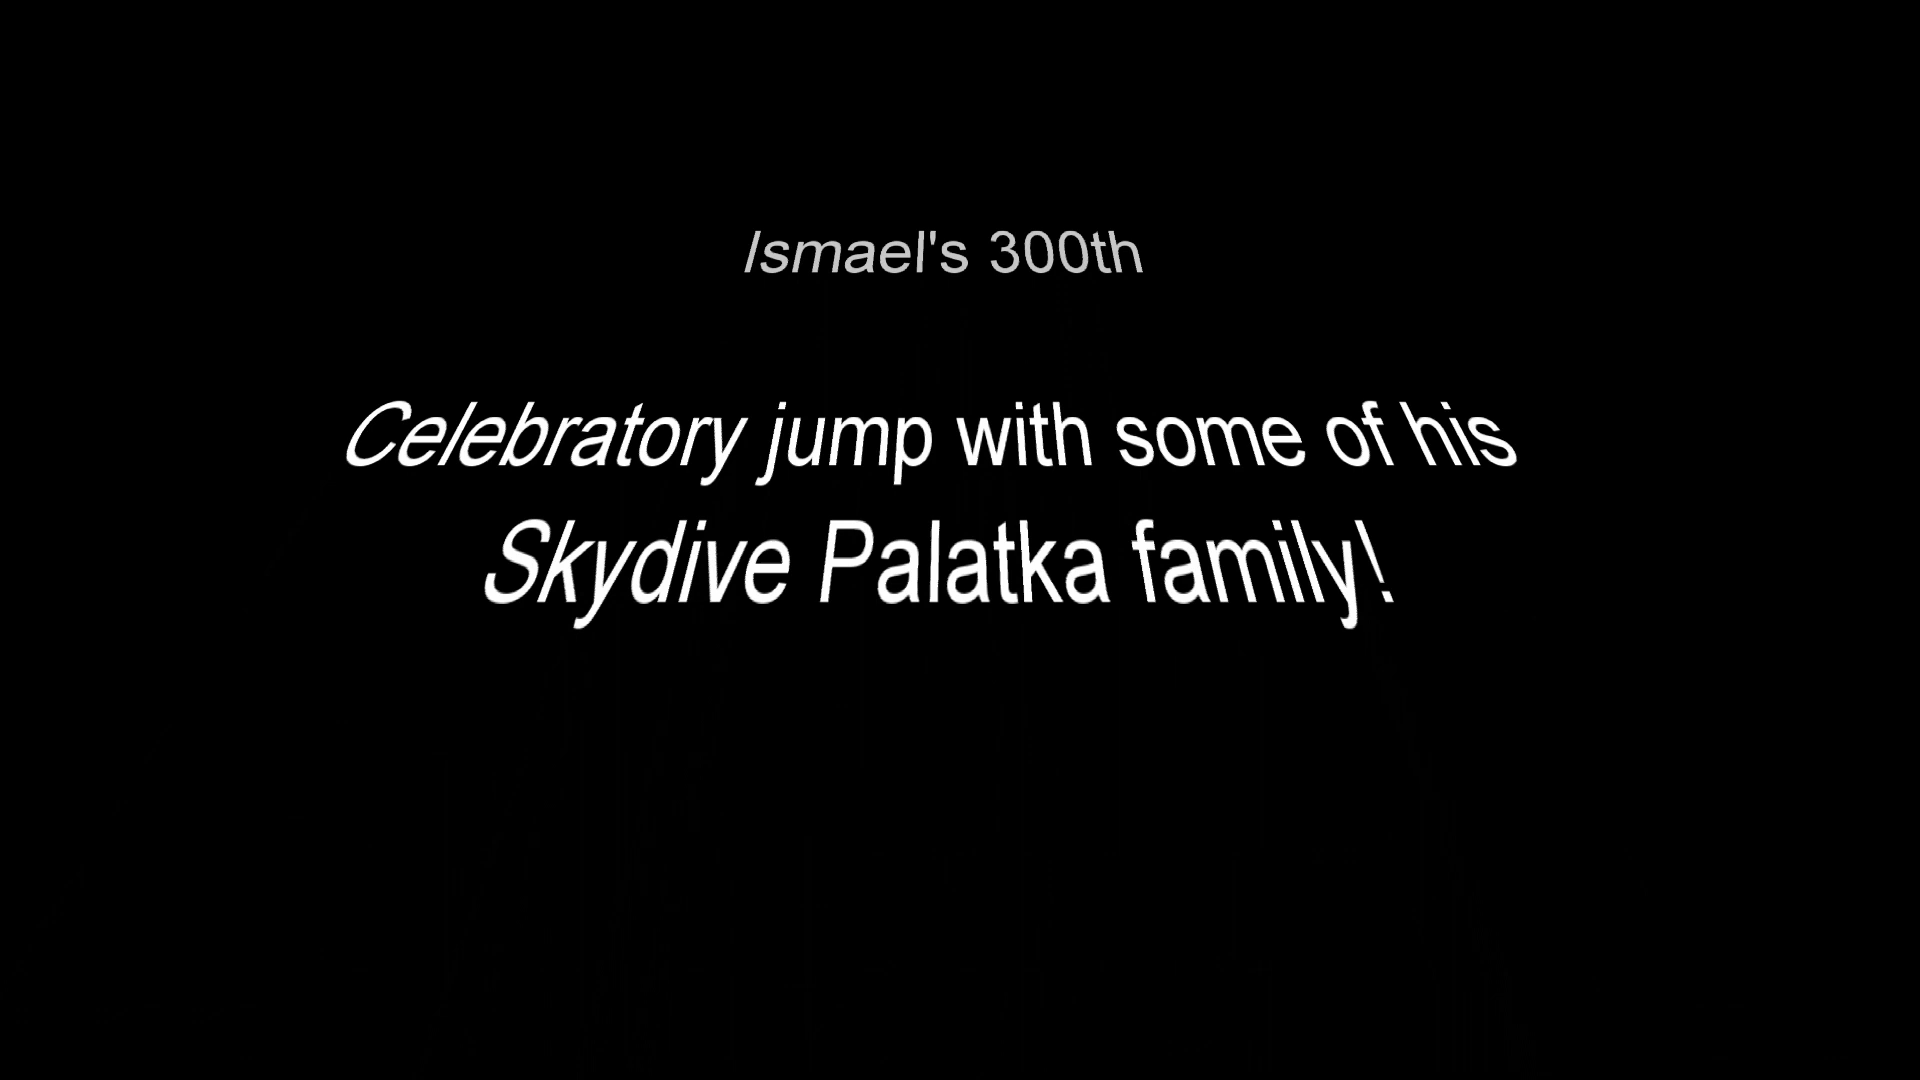 Ismael's 300th
Celebratory jump with some of his
Skydive Palatka family!